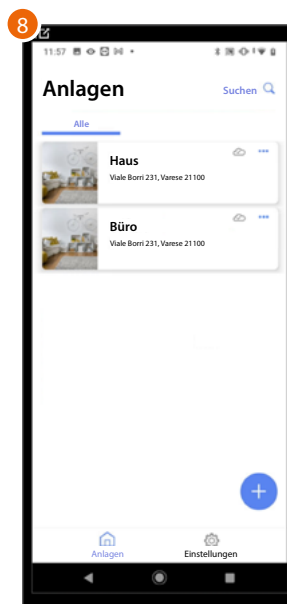 8
11:57
Anlagen
Suchen
Alle
Haus
Viale Borri 231, Varese 21100
Büro
Viale Borri 231, Varese 21100
Anlagen
Einstellungen